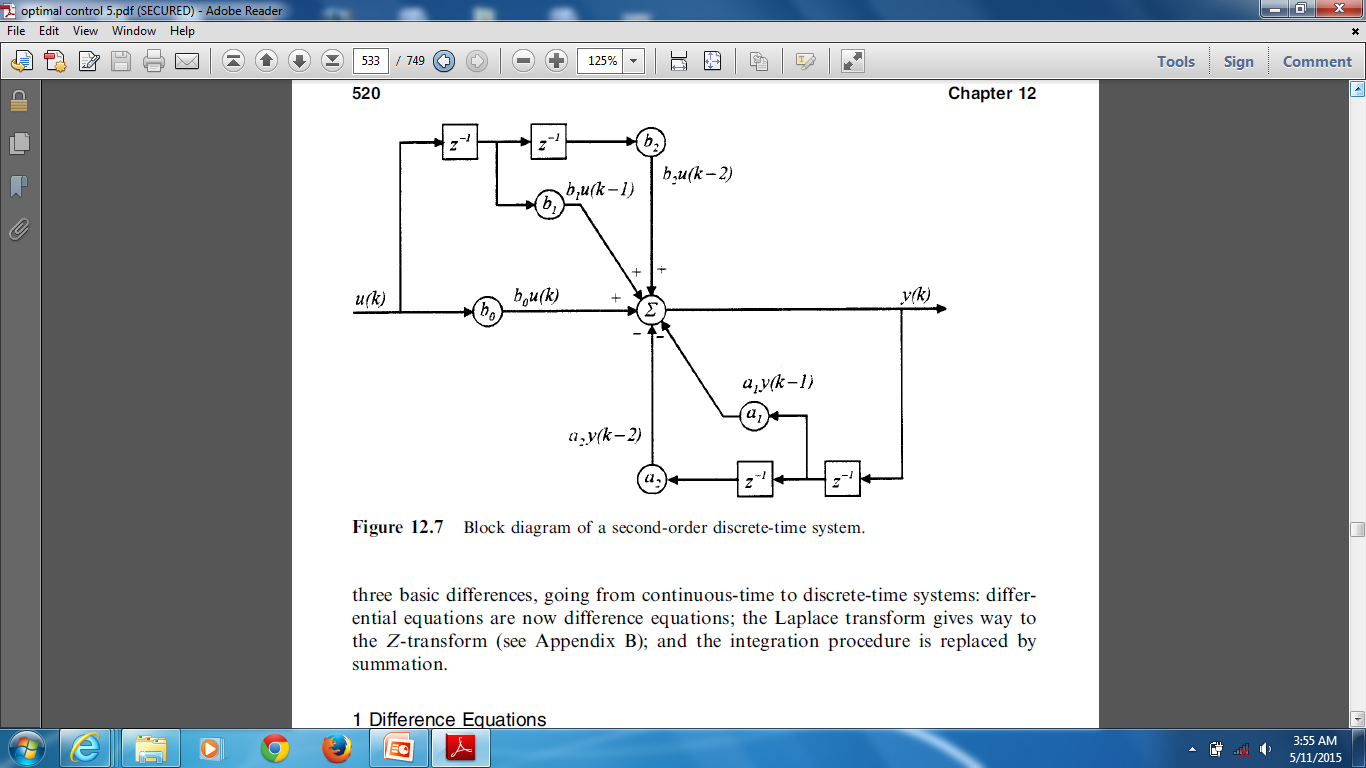 optimal control 5.pdf (SECURED) - Adobe Reader
File Edit View Window Help
533 / 749 125% Tools Sign Comment
520 Chapter 12
z⁻¹ z⁻¹ b₂
b₂u(k−2)
b₁u(k−1)
b₁
+ +
u(k) b₀u(k) + y(k)
b₀ Σ
− −
a₁y(k−1)
a₁
a₂y(k−2)
a₂ z⁻¹ z⁻¹
Figure 12.7 Block diagram of a second-order discrete-time system.
three basic differences, going from continuous-time to discrete-time systems: differ-
ential equations are now difference equations; the Laplace transform gives way to
the Z-transform (see Appendix B); and the integration procedure is replaced by
summation.
1 Difference Equations
3:55 AM
5/11/2015